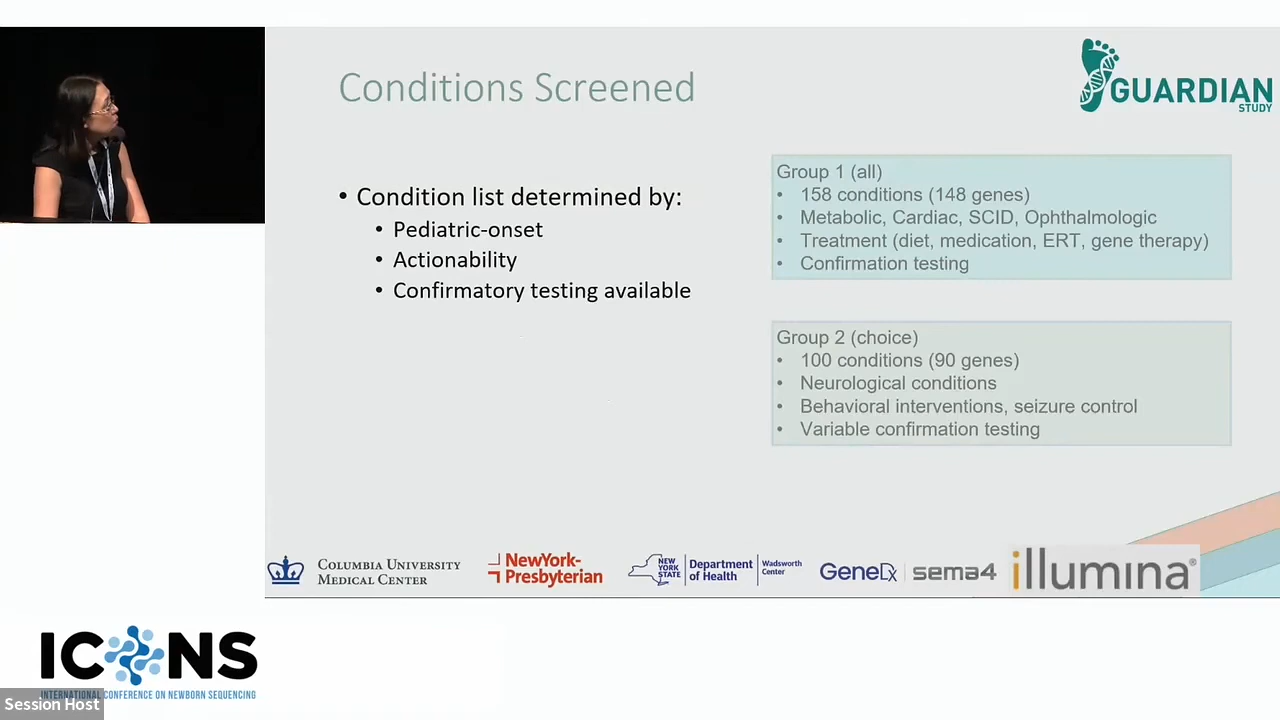 Conditions Screened
GUARDIAN
STUDY
• Condition list determined by:
• Pediatric-onset
• Actionability
• Confirmatory testing available
Group 1 (all)
• 158 conditions (148 genes)
• Metabolic, Cardiac, SCID, Ophthalmologic
• Treatment (diet, medication, ERT, gene therapy)
• Confirmation testing
Group 2 (choice)
• 100 conditions (90 genes)
• Neurological conditions
• Behavioral interventions, seizure control
• Variable confirmation testing
COLUMBIA UNIVERSITY
MEDICAL CENTER
NewYork-
Presbyterian
NEW
YORK
STATE
Department
of Health
Wadsworth
Center
GeneDx
sema4
illumina®
ICONS
INTERNATIONAL CONFERENCE ON NEWBORN SEQUENCING
Session Host